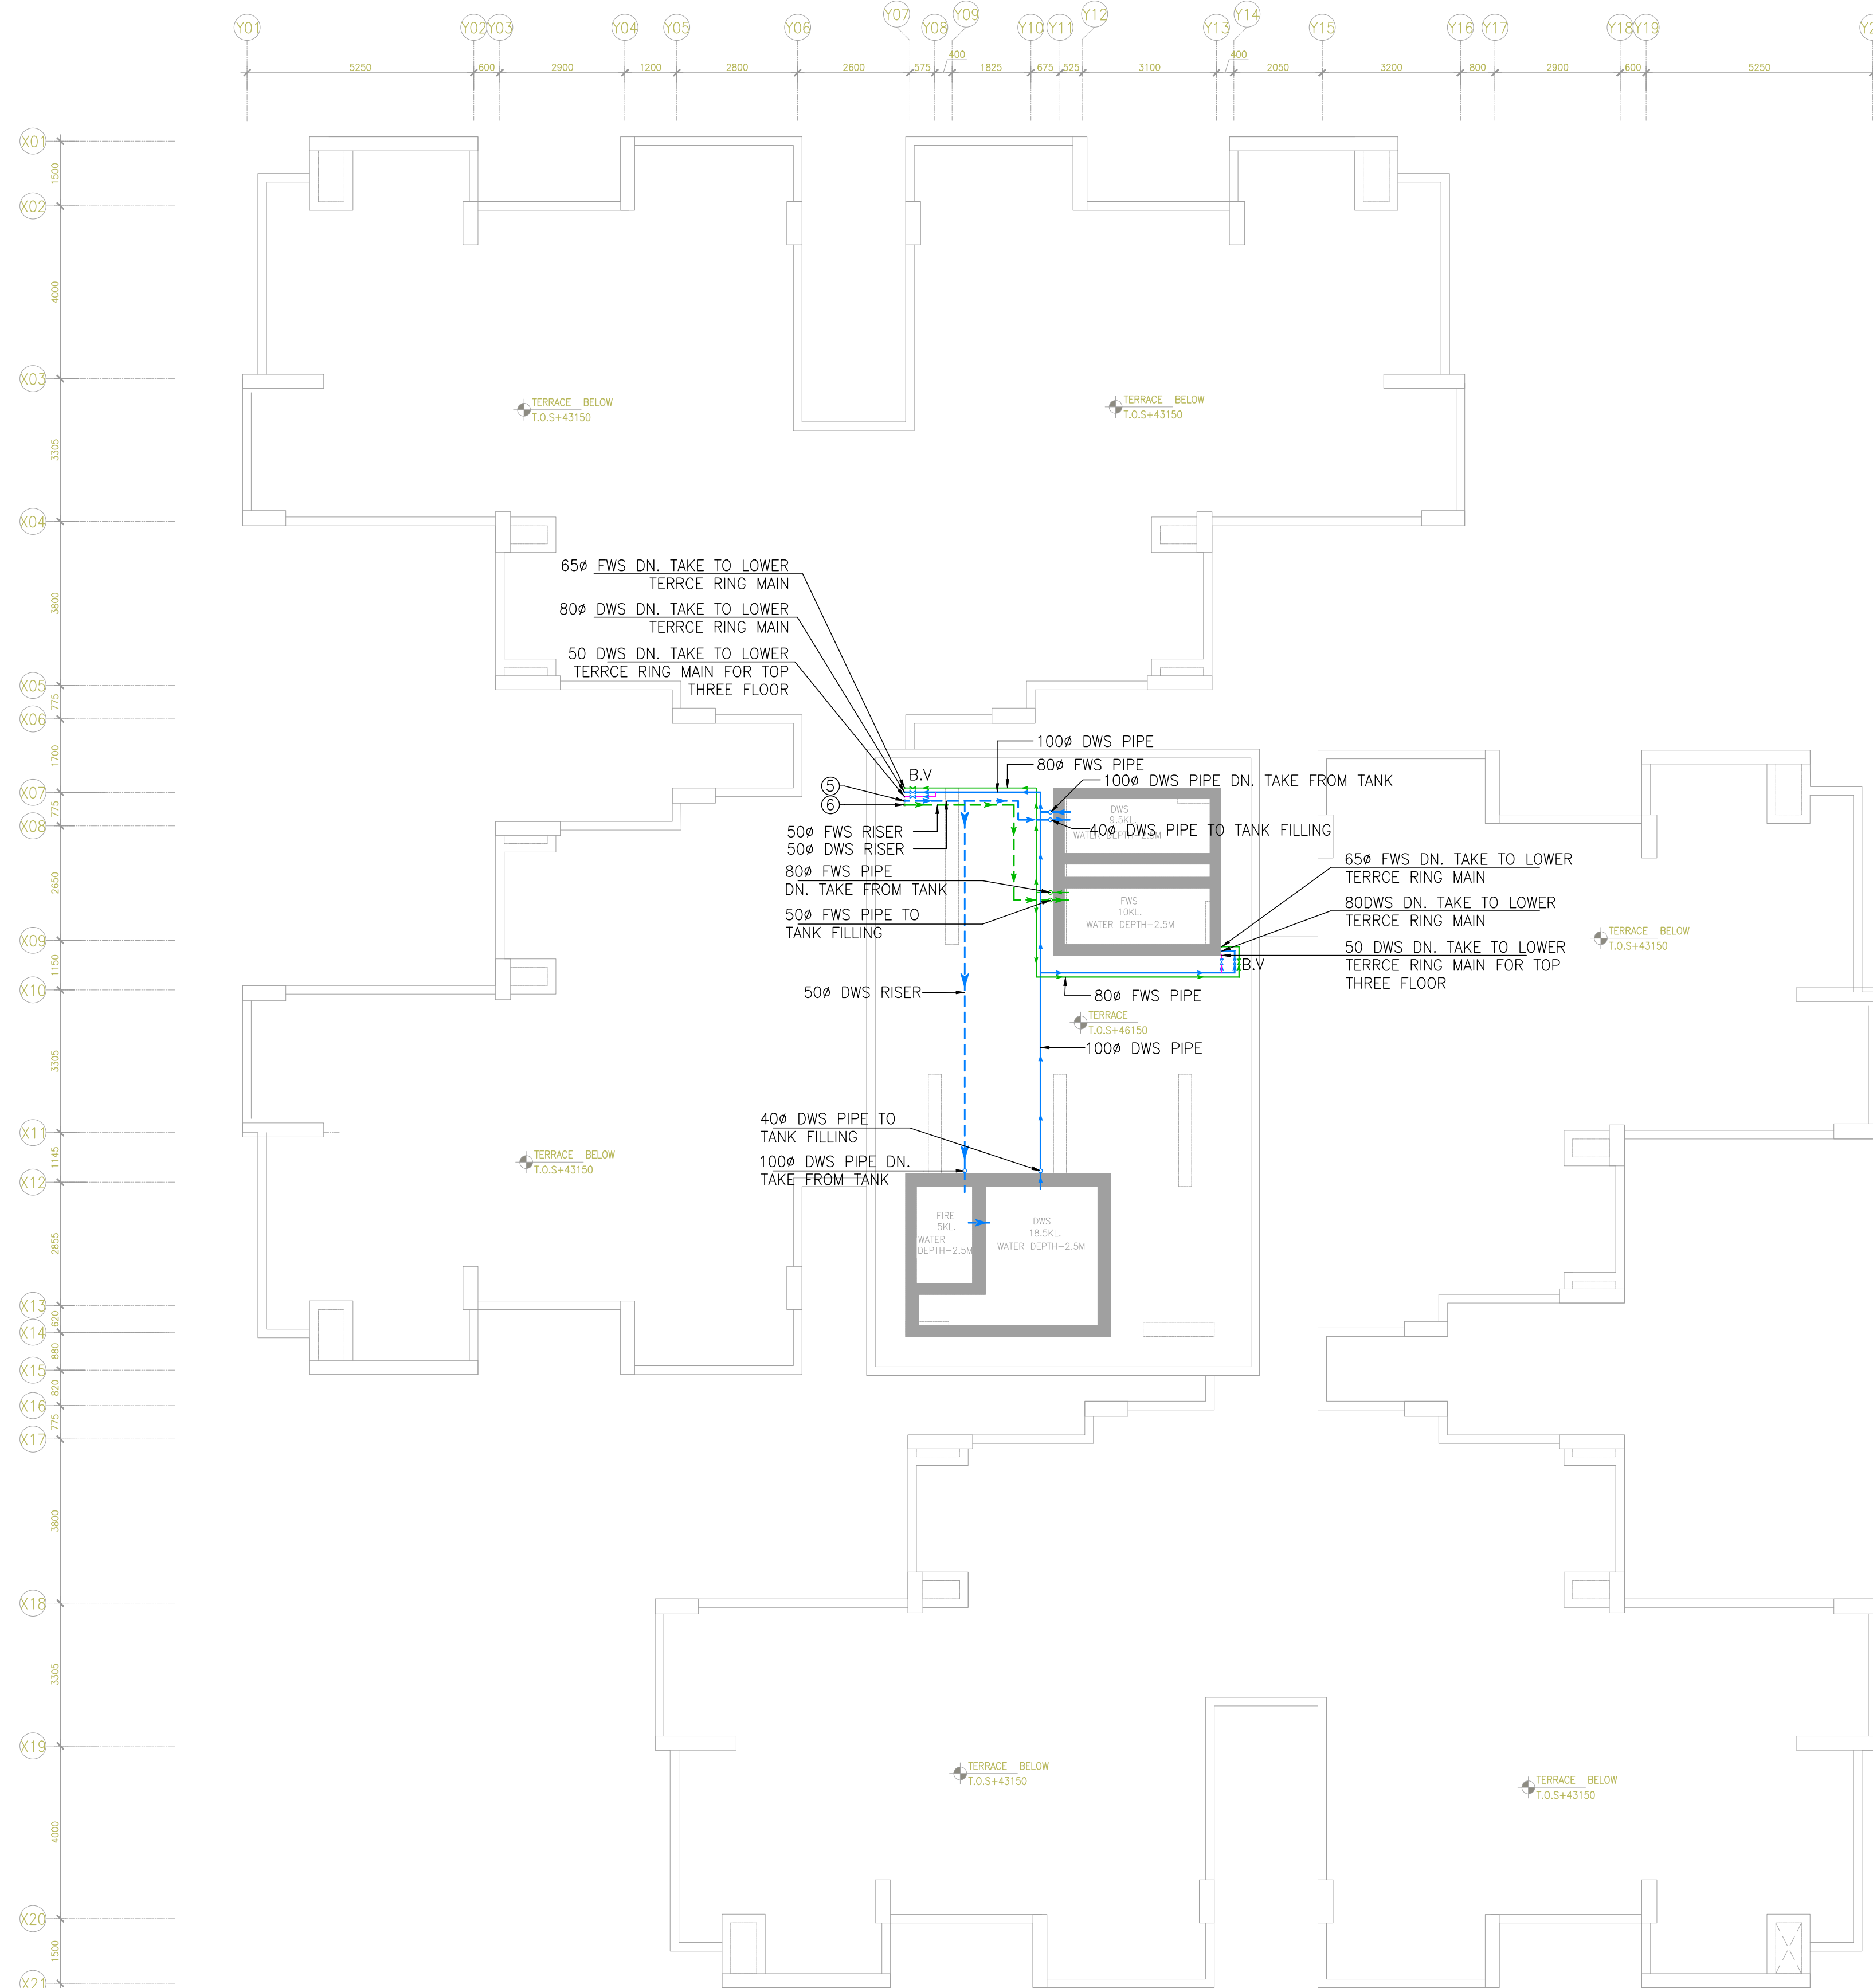 Y01
Y02
Y03
Y04
Y05
Y06
Y07
Y08
Y09
Y10
Y11
Y12
Y13
Y14
Y15
Y16
Y17
Y18
Y19
5250
600
2900
1200
2800
2600
575
400
1825
675
525
3100
400
2050
3200
800
2900
600
5250
X01
1500
X02
4000
X03
3305
X04
3800
X05
775
X06
1700
X07
775
X08
2650
X09
1150
X10
3305
X11
1145
X12
2855
X13
620
X14
880
X15
820
X16
775
X17
3800
X18
3305
X19
4000
X20
1500
X21
TERRACE BELOW
T.O.S+43150
TERRACE BELOW
T.O.S+43150
65ø FWS DN. TAKE TO LOWER
TERRCE RING MAIN
80ø DWS DN. TAKE TO LOWER
TERRCE RING MAIN
50 DWS DN. TAKE TO LOWER
TERRCE RING MAIN FOR TOP
THREE FLOOR
B.V
5
6
100ø DWS PIPE
80ø FWS PIPE
100ø DWS PIPE DN. TAKE FROM TANK
DWS
9.5KL.
WATER DEPTH-2.5M
40ø DWS PIPE TO TANK FILLING
50ø FWS RISER
50ø DWS RISER
80ø FWS PIPE
DN. TAKE FROM TANK
50ø FWS PIPE TO
TANK FILLING
FWS
10KL.
WATER DEPTH-2.5M
65ø FWS DN. TAKE TO LOWER
TERRCE RING MAIN
80DWS DN. TAKE TO LOWER
TERRCE RING MAIN
50 DWS DN. TAKE TO LOWER
TERRCE RING MAIN FOR TOP
THREE FLOOR
B.V
TERRACE BELOW
T.O.S+43150
50ø DWS RISER
80ø FWS PIPE
TERRACE
T.O.S+46150
100ø DWS PIPE
40ø DWS PIPE TO
TANK FILLING
100ø DWS PIPE DN.
TAKE FROM TANK
TERRACE BELOW
T.O.S+43150
FIRE
5KL.
WATER
DEPTH-2.5M
DWS
18.5KL.
WATER DEPTH-2.5M
TERRACE BELOW
T.O.S+43150
TERRACE BELOW
T.O.S+43150